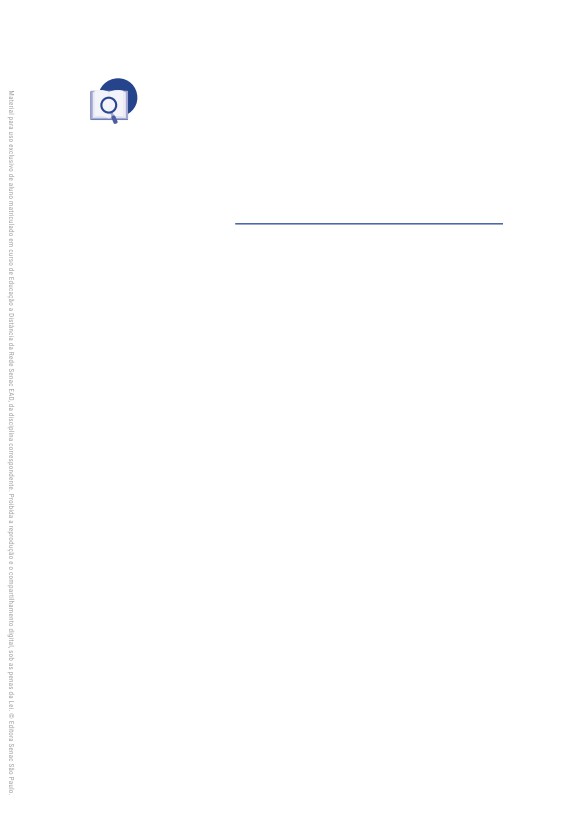 Material para uso exclusivo de aluno matriculado em curso de Educação a Distância da Rede Senac EAD, da disciplina correspondente. Proibida a reprodução e o compartilhamento digital, sob as penas da Lei. © Editora Senac São Paulo.